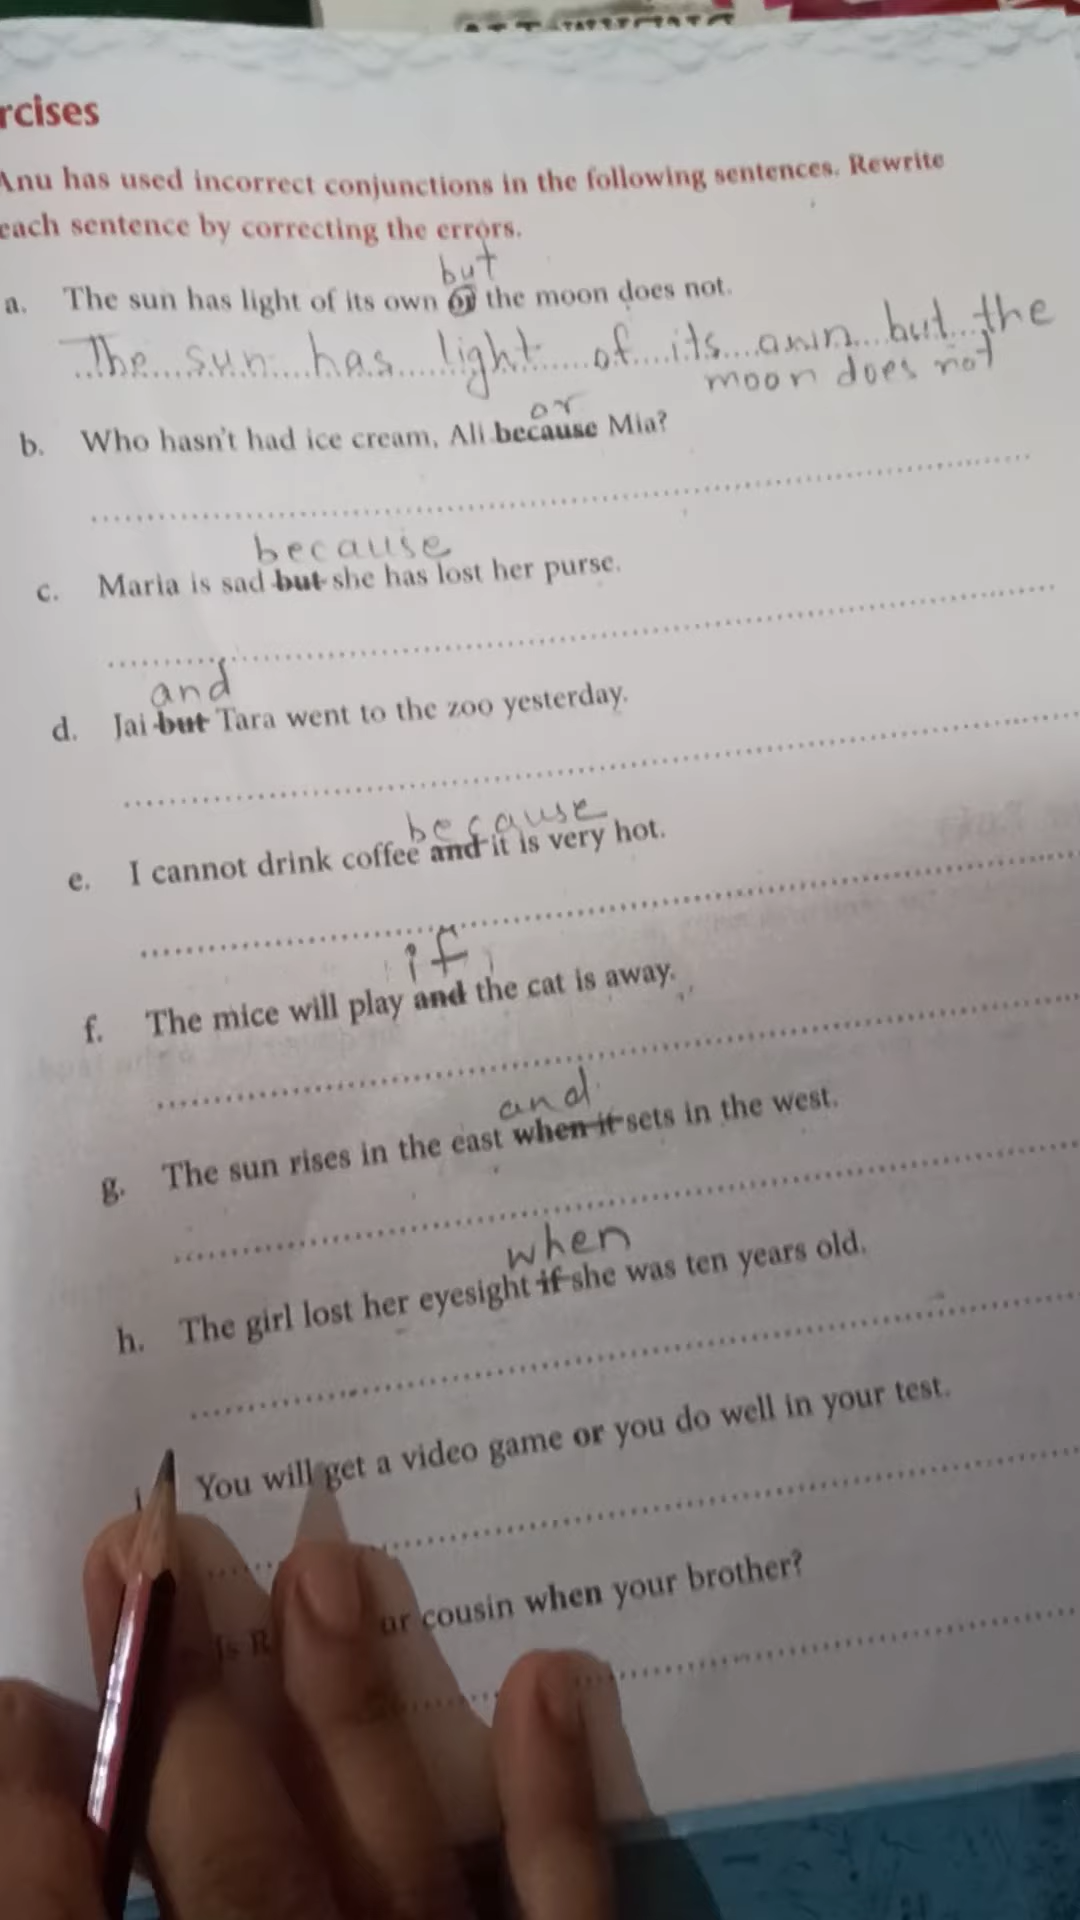 rcises
Anu has used incorrect conjunctions in the following sentences. Rewrite
each sentence by correcting the errors.
but
a. The sun has light of its own or the moon does not.
The sun has light of its own but the
moon does not
or
b. Who hasn't had ice cream, Ali because Mia?
because
c. Maria is sad but she has lost her purse.
and
d. Jai but Tara went to the zoo yesterday.
because
e. I cannot drink coffee and it is very hot.
if
f. The mice will play and the cat is away.
and
g. The sun rises in the east when it sets in the west.
when
h. The girl lost her eyesight if she was ten years old.
i You will get a video game or you do well in your test.
Is R ur cousin when your brother?